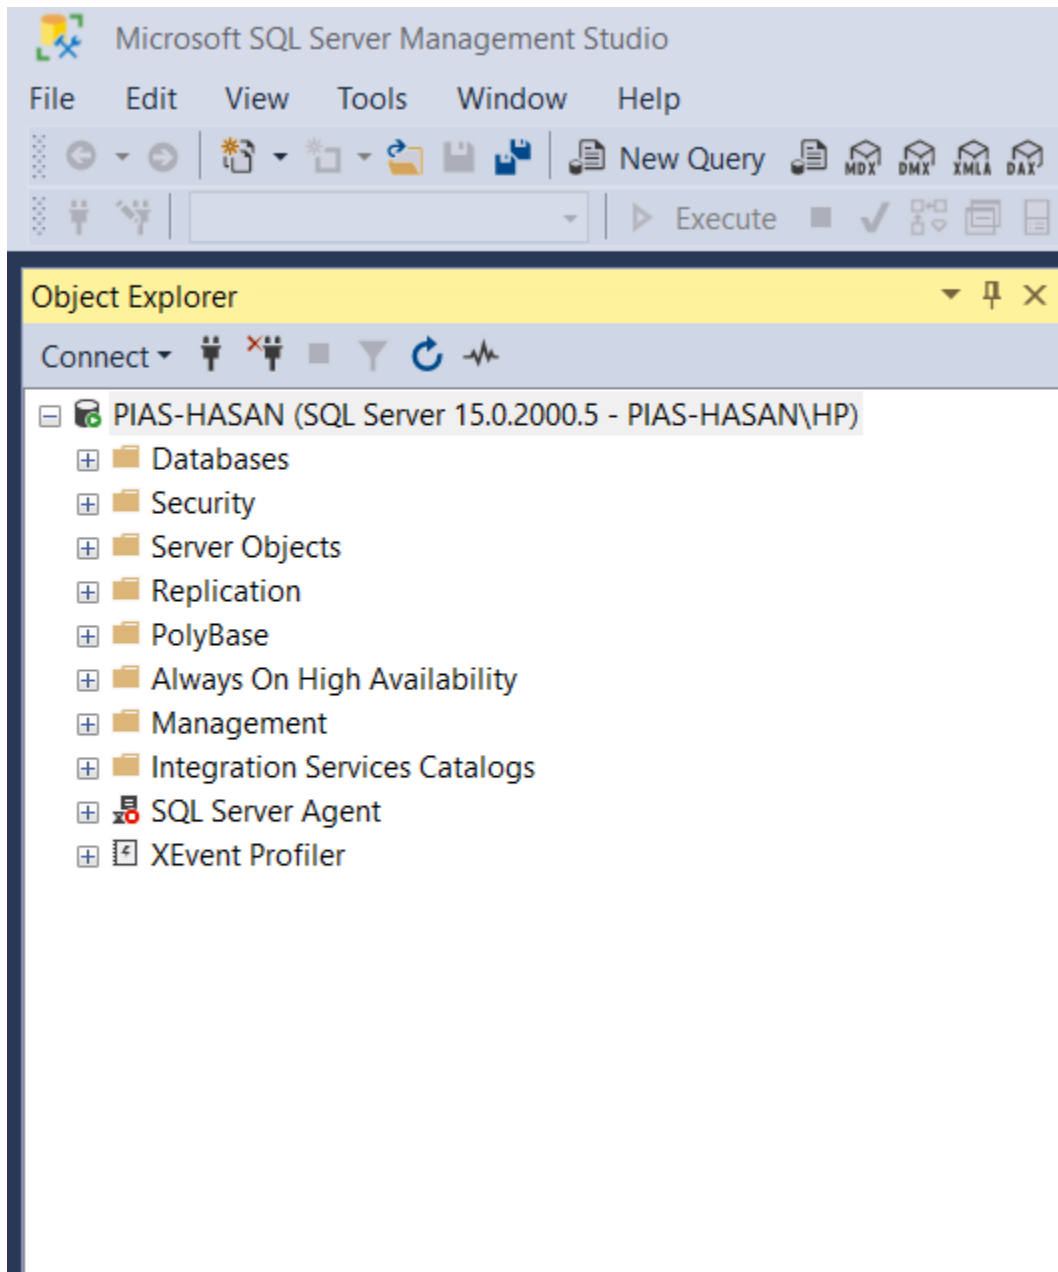 Microsoft SQL Server Management Studio
File Edit View Tools Window Help
New Query MDX DMX XMLA DAX
Execute
Object Explorer
Connect
PIAS-HASAN (SQL Server 15.0.2000.5 - PIAS-HASAN\HP)
Databases
Security
Server Objects
Replication
PolyBase
Always On High Availability
Management
Integration Services Catalogs
SQL Server Agent
XEvent Profiler